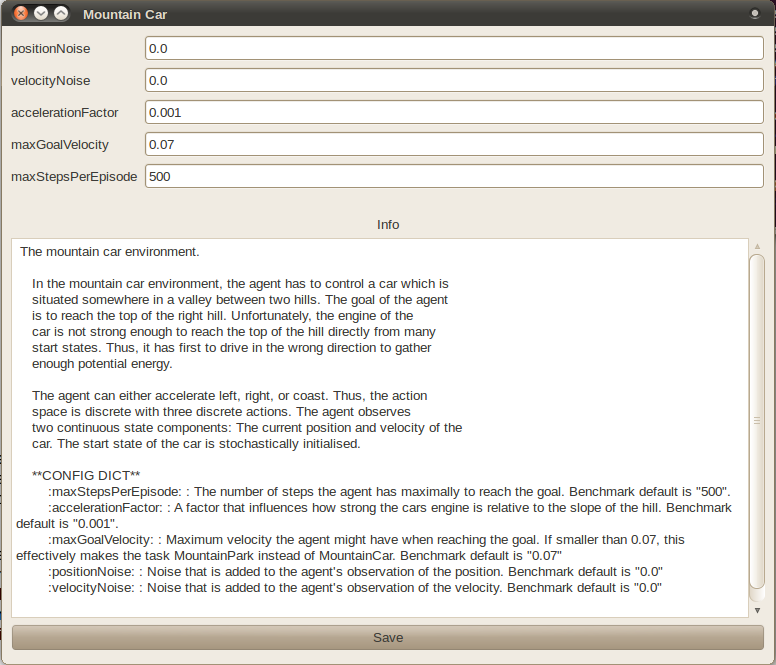 Mountain Car
positionNoise 0.0
velocityNoise 0.0
accelerationFactor 0.001
maxGoalVelocity 0.07
maxStepsPerEpisode 500
Info
The mountain car environment.
In the mountain car environment, the agent has to control a car which is
situated somewhere in a valley between two hills. The goal of the agent
is to reach the top of the right hill. Unfortunately, the engine of the
car is not strong enough to reach the top of the hill directly from many
start states. Thus, it has first to drive in the wrong direction to gather
enough potential energy.
The agent can either accelerate left, right, or coast. Thus, the action
space is discrete with three discrete actions. The agent observes
two continuous state components: The current position and velocity of the
car. The start state of the car is stochastically initialised.
**CONFIG DICT**
:maxStepsPerEpisode: : The number of steps the agent has maximally to reach the goal. Benchmark default is "500".
:accelerationFactor: : A factor that influences how strong the cars engine is relative to the slope of the hill. Benchmark
default is "0.001".
:maxGoalVelocity: : Maximum velocity the agent might have when reaching the goal. If smaller than 0.07, this
effectively makes the task MountainPark instead of MountainCar. Benchmark default is "0.07"
:positionNoise: : Noise that is added to the agent's observation of the position. Benchmark default is "0.0"
:velocityNoise: : Noise that is added to the agent's observation of the velocity. Benchmark default is "0.0"
Save